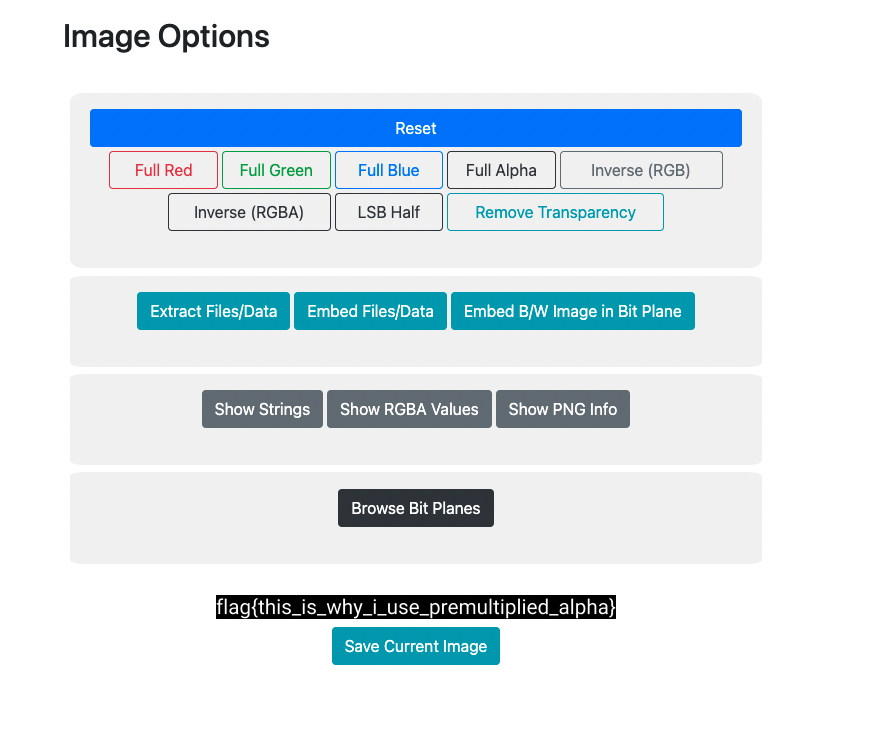 Image Options
Reset
Full Red Full Green Full Blue Full Alpha Inverse (RGB)
Inverse (RGBA) LSB Half Remove Transparency
Extract Files/Data Embed Files/Data Embed B/W Image in Bit Plane
Show Strings Show RGBA Values Show PNG Info
Browse Bit Planes
flag{this_is_why_i_use_premultiplied_alpha}
Save Current Image